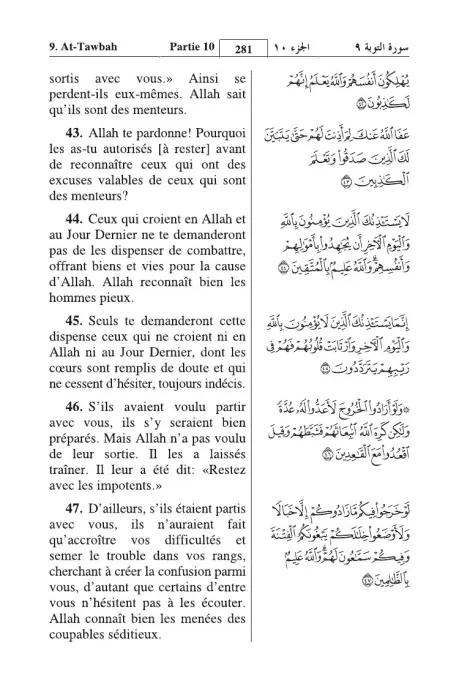 9. At-Tawbah Partie 10 281 الجزء ١٠ سورة التوبة ٩
sortis avec vous.» Ainsi se
perdent-ils eux-mêmes. Allah sait
qu’ils sont des menteurs.
43. Allah te pardonne! Pourquoi
les as-tu autorisés [à rester] avant
de reconnaître ceux qui ont des
excuses valables de ceux qui sont
des menteurs?
44. Ceux qui croient en Allah et
au Jour Dernier ne te demanderont
pas de les dispenser de combattre,
offrant biens et vies pour la cause
d’Allah. Allah reconnaît bien les
hommes pieux.
45. Seuls te demanderont cette
dispense ceux qui ne croient ni en
Allah ni au Jour Dernier, dont les
cœurs sont remplis de doute et qui
ne cessent d’hésiter, toujours indécis.
46. S’ils avaient voulu partir
avec vous, ils s’y seraient bien
préparés. Mais Allah n’a pas voulu
de leur sortie. Il les a laissés
traîner. Il leur a été dit: «Restez
avec les impotents.»
47. D’ailleurs, s’ils étaient partis
avec vous, ils n’auraient fait
qu’accroître vos difficultés et
semer le trouble dans vos rangs,
cherchant à créer la confusion parmi
vous, d’autant que certains d’entre
vous n’hésitent pas à les écouter.
Allah connaît bien les menées des
coupables séditieux.
يُهْلِكُونَ أَنفُسَهُمْ وَٱللَّهُ يَعْلَمُ إِنَّهُمْ
لَكَـٰذِبُونَ ٤٢
عَفَا ٱللَّهُ عَنكَ لِمَ أَذِنتَ لَهُمْ حَتَّىٰ يَتَبَيَّنَ
لَكَ ٱلَّذِينَ صَدَقُوا۟ وَتَعْلَمَ
ٱلْكَـٰذِبِينَ ٤٣
لَا يَسْتَـْٔذِنُكَ ٱلَّذِينَ يُؤْمِنُونَ بِٱللَّهِ
وَٱلْيَوْمِ ٱلْـَٔاخِرِ أَن يُجَـٰهِدُوا۟ بِأَمْوَٰلِهِمْ
وَأَنفُسِهِمْ ۗ وَٱللَّهُ عَلِيمٌۢ بِٱلْمُتَّقِينَ ٤٤
إِنَّمَا يَسْتَـْٔذِنُكَ ٱلَّذِينَ لَا يُؤْمِنُونَ بِٱللَّهِ
وَٱلْيَوْمِ ٱلْـَٔاخِرِ وَٱرْتَابَتْ قُلُوبُهُمْ فَهُمْ فِى
رَيْبِهِمْ يَتَرَدَّدُونَ ٤٥
۞ وَلَوْ أَرَادُوا۟ ٱلْخُرُوجَ لَأَعَدُّوا۟ لَهُۥ عُدَّةً
وَلَـٰكِن كَرِهَ ٱللَّهُ ٱنۢبِعَاثَهُمْ فَثَبَّطَهُمْ وَقِيلَ
ٱقْعُدُوا۟ مَعَ ٱلْقَـٰعِدِينَ ٤٦
لَوْ خَرَجُوا۟ فِيكُم مَّا زَادُوكُمْ إِلَّا خَبَالًا
وَلَأَوْضَعُوا۟ خِلَـٰلَكُمْ يَبْغُونَكُمُ ٱلْفِتْنَةَ
وَفِيكُمْ سَمَّـٰعُونَ لَهُمْ ۗ وَٱللَّهُ عَلِيمٌۢ
بِٱلظَّـٰلِمِينَ ٤٧